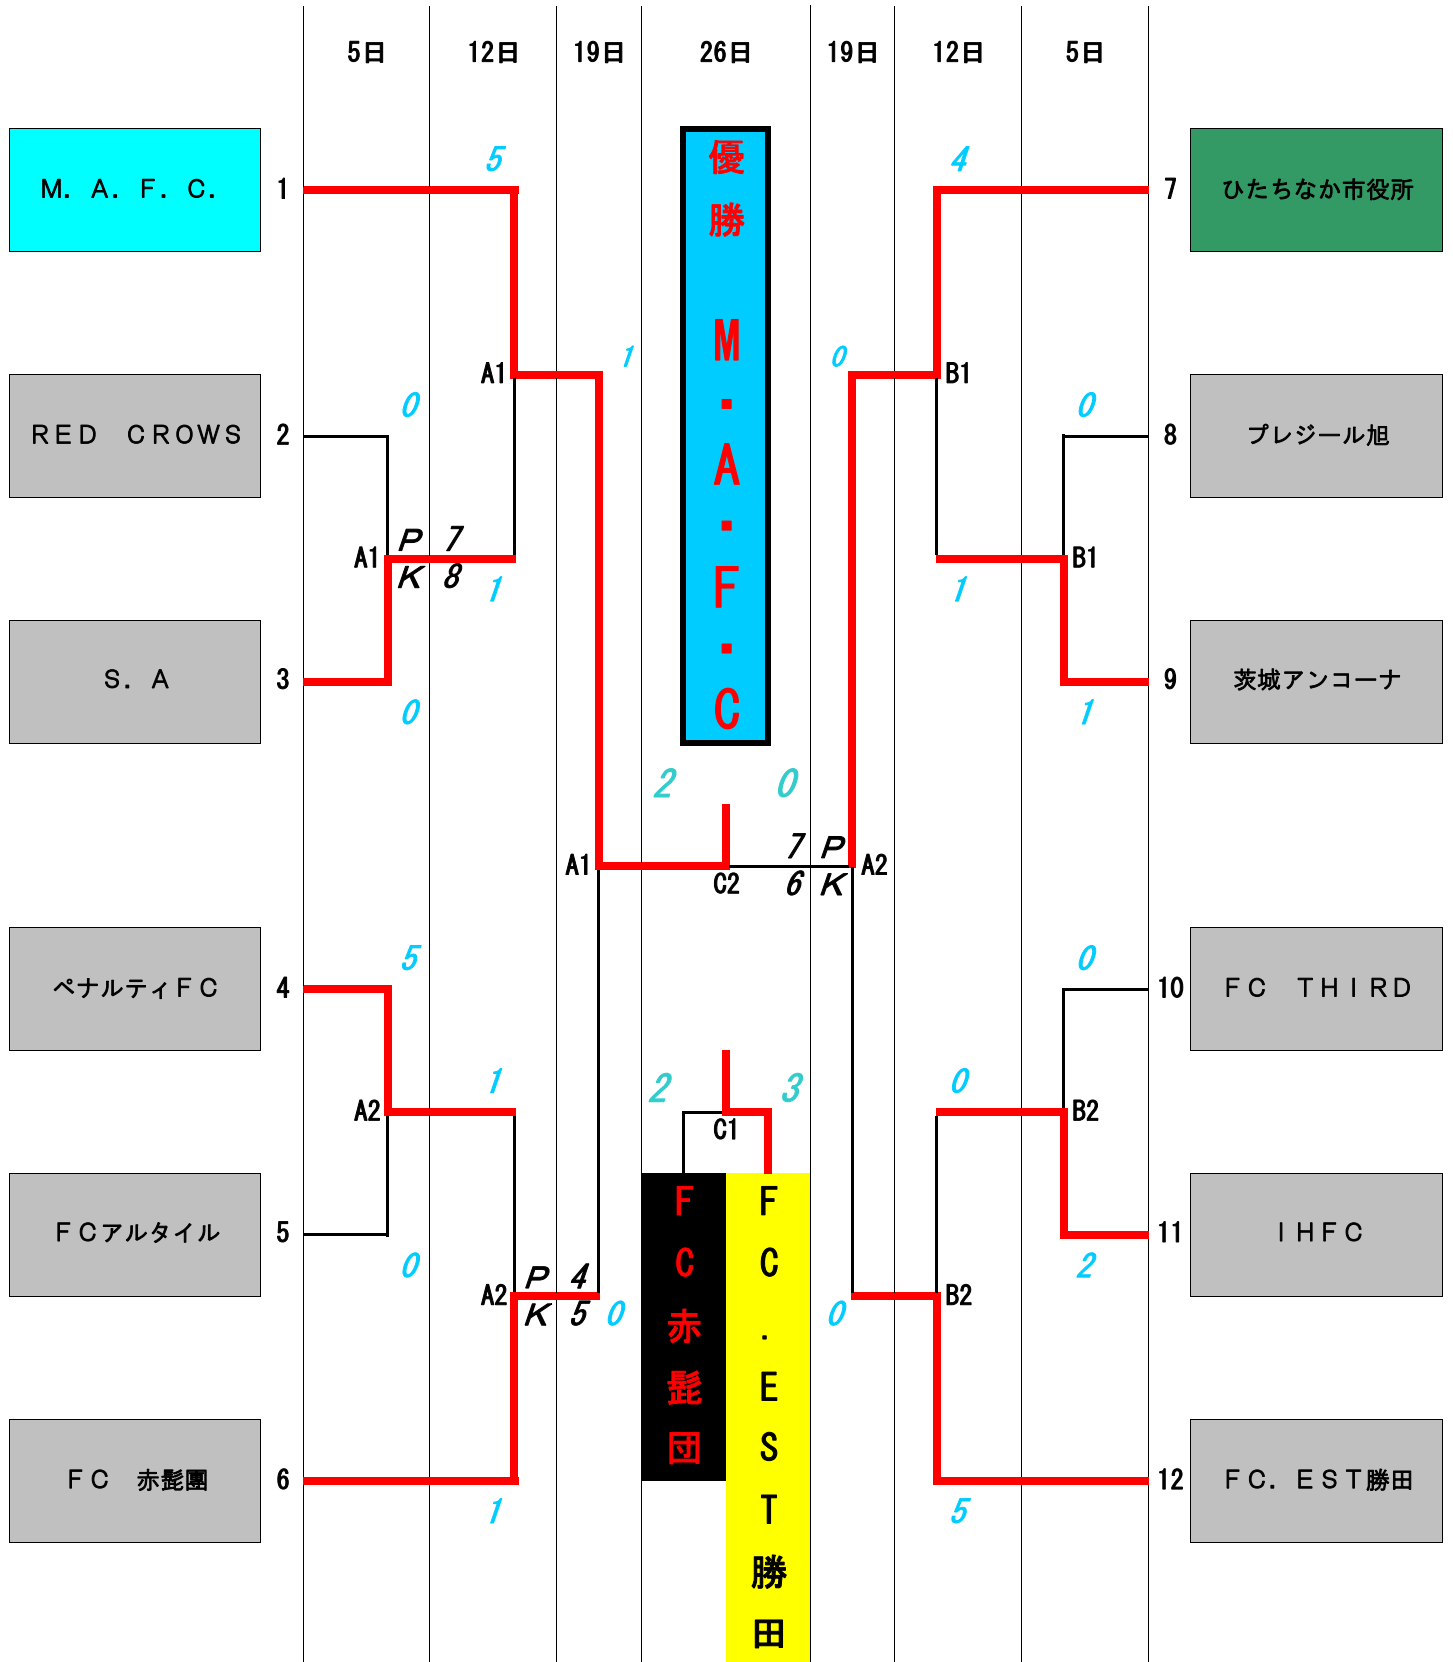 5日 12日 19日 26日 19日 12日 5日
5 優 4
M．A．F．C． 1 7 ひたちなか市役所
勝
1 M 0
A1 B1
0 ・ 0
RED　CROWS 2 8 プレジール旭
A
P 7 ・
A1 B1
K 8 1 F 1
・
S．A 3 9 茨城アンコーナ
0 C 1
2 0
7 P
A1 A2
C2 6 K
5 0
ペナルティFC 4 10 FC　THIRD
1 2 3 0
A2 C1 B2
F F
FCアルタイル 5 11 IHFC
0 C C 2
P 4
A2 B2
K 5 0 赤 . 0
髭 E
団 S
FC　赤髭團 6 12 FC．EST勝田
1 T 5
勝
田